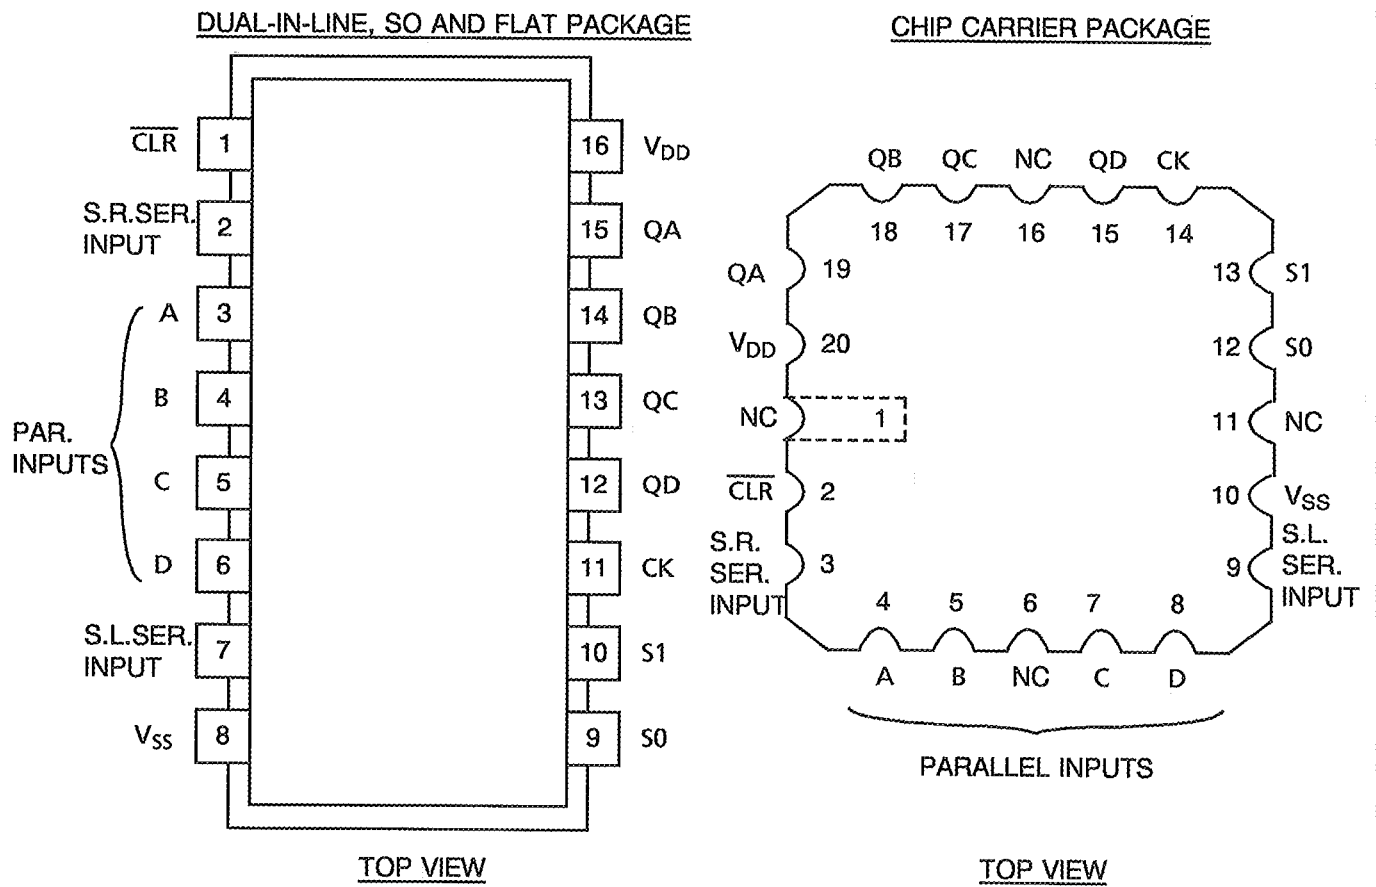 DUAL-IN-LINE, SO AND FLAT PACKAGE
CLR 1 16 VDD
S.R.SER.
INPUT 2 15 QA
A 3 14 QB
B 4 13 QC
PAR.
INPUTS
C 5 12 QD
D 6 11 CK
S.L.SER.
INPUT 7 10 S1
VSS 8 9 S0
TOP VIEW
CHIP CARRIER PACKAGE
QB QC NC QD CK
18 17 16 15 14
QA 19 13 S1
VDD 20 12 S0
NC 1 11 NC
CLR 2 10 VSS
S.R.
SER.
INPUT 3 9
S.L.
SER.
INPUT
4 5 6 7 8
A B NC C D
PARALLEL INPUTS
TOP VIEW